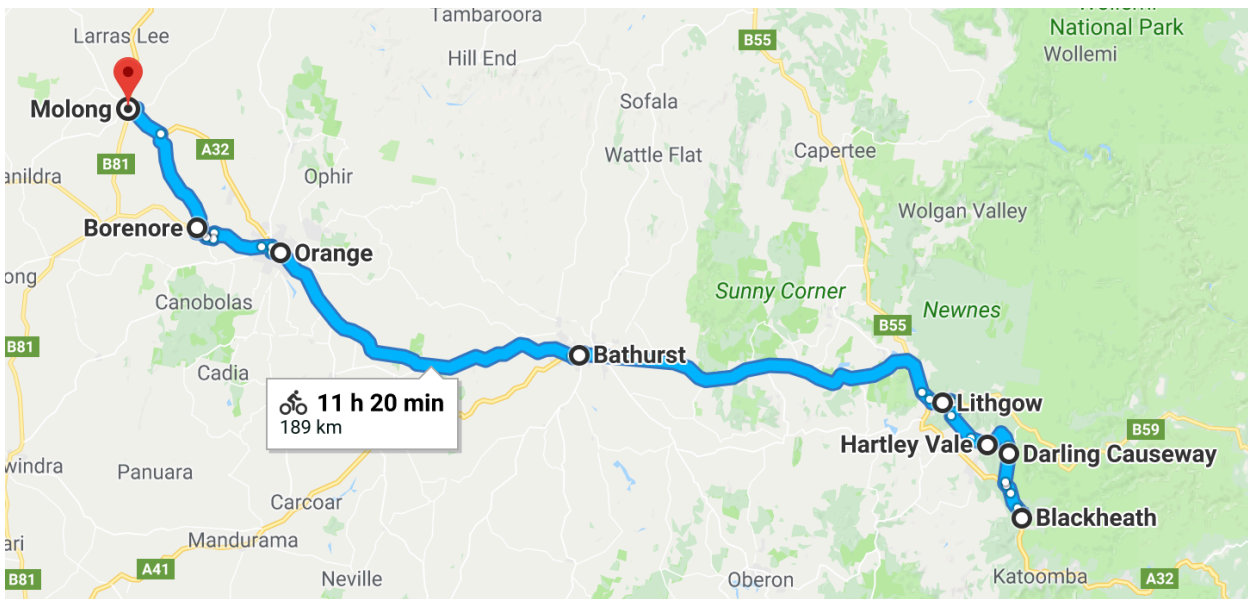 Tambaroora
Wollemi
National Park
Larras Lee
B55
Wollemi
Hill End
Molong
Sofala
A32
B81
Wattle Flat
Capertee
anildra
Ophir
Wolgan Valley
Borenore
Orange
ong
Canobolas
Sunny Corner
Newnes
B55
B81
Bathurst
Cadia
11 h 20 min
189 km
Lithgow
B59
Hartley Vale
Darling Causeway
windra
Panuara
Carcoar
Blackheath
ari
Mandurama
A41
B81
Neville
Oberon
Katoomba
A32